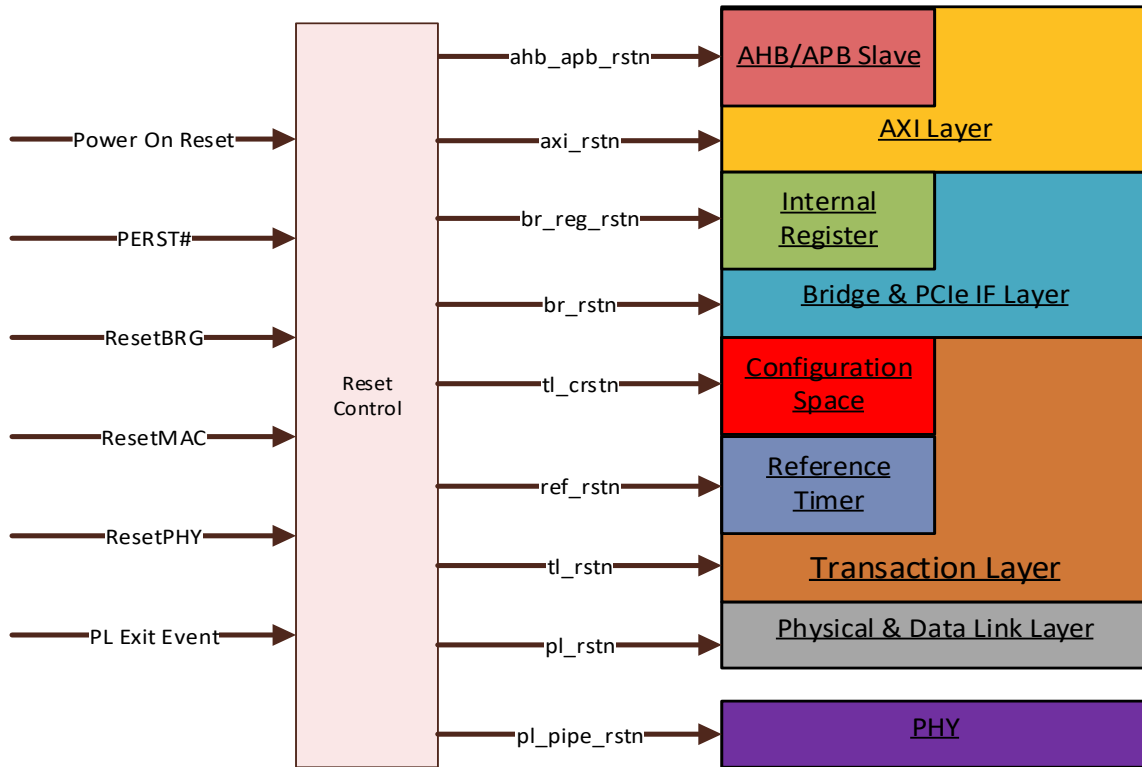 Power On Reset
PERST#
ResetBRG
ResetMAC
ResetPHY
PL Exit Event
Reset
Control
ahb_apb_rstn
axi_rstn
br_reg_rstn
br_rstn
tl_crstn
ref_rstn
tl_rstn
pl_rstn
pl_pipe_rstn
AHB/APB Slave
AXI Layer
Internal
Register
Bridge & PCIe IF Layer
Configuration
Space
Reference
Timer
Transaction Layer
Physical & Data Link Layer
PHY